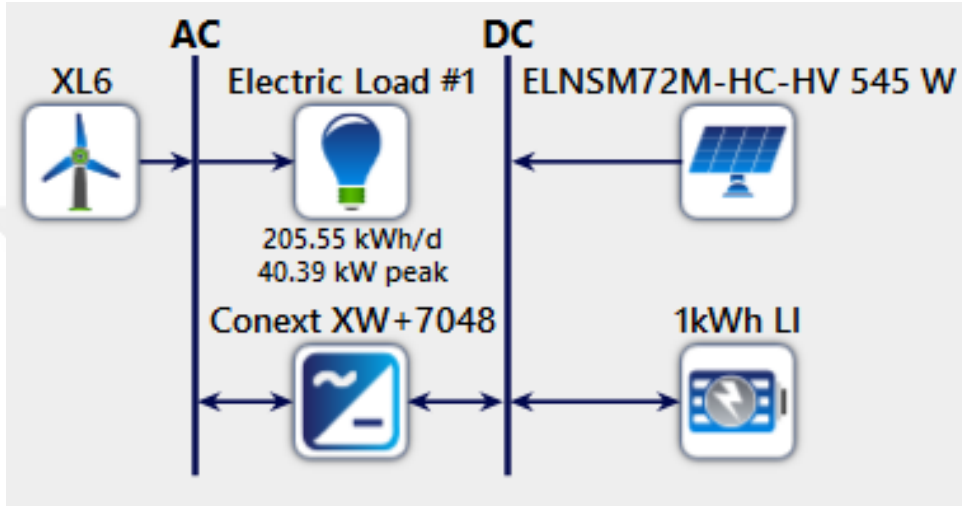 AC
DC
XL6
Electric Load #1
ELNSM72M-HC-HV 545 W
205.55 kWh/d
40.39 kW peak
Conext XW+7048
1kWh LI